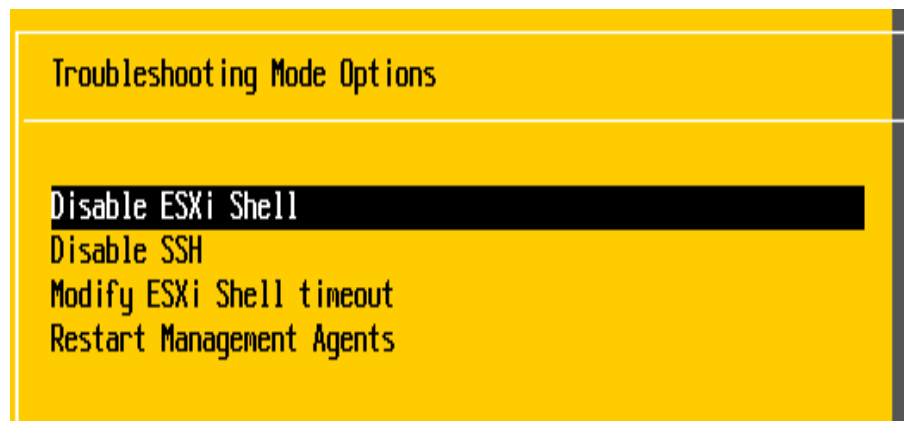 Troubleshooting Mode Options
Disable ESXi Shell
Disable SSH
Modify ESXi Shell timeout
Restart Management Agents